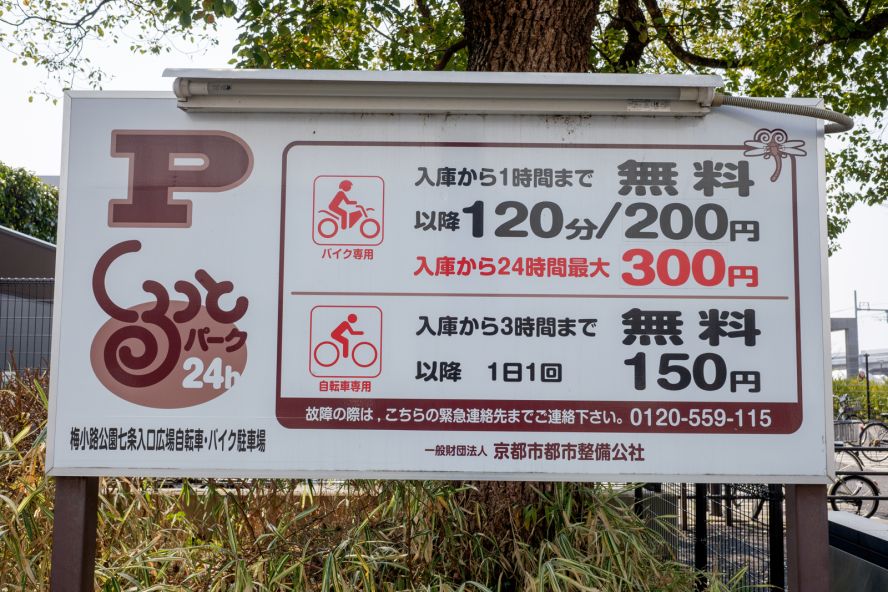 P
くるっと
パーク
24h
梅小路公園七条入口広場自転車・バイク駐車場
バイク専用
入庫から1時間まで 無料
以降 120分/200円
入庫から24時間最大 300円
自転車専用
入庫から3時間まで 無料
以降 1日1回 150円
故障の際は,こちらの緊急連絡先までご連絡下さい。0120-559-115
一般財団法人 京都市都市整備公社